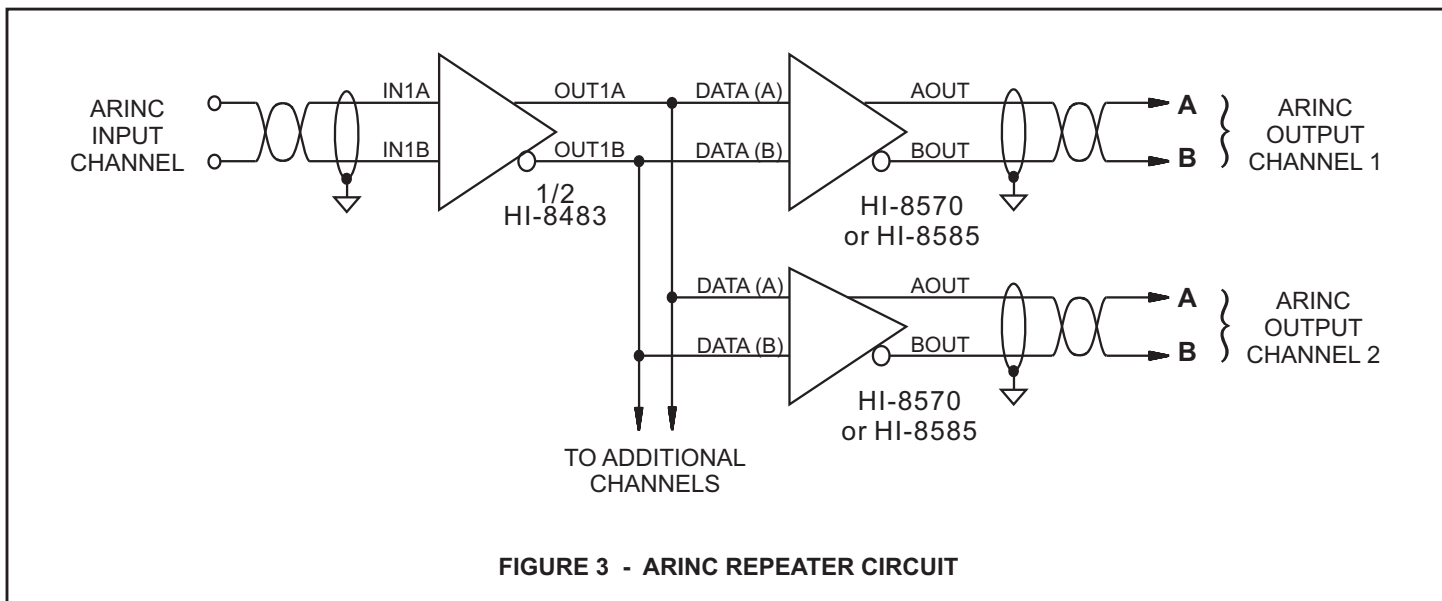 ARINC
INPUT
CHANNEL
IN1A
IN1B
1/2
HI-8483
OUT1A
OUT1B
DATA (A)
DATA (B)
AOUT
BOUT
HI-8570
or HI-8585
A
B
ARINC
OUTPUT
CHANNEL 1
DATA (A)
DATA (B)
AOUT
BOUT
HI-8570
or HI-8585
A
B
ARINC
OUTPUT
CHANNEL 2
TO ADDITIONAL
CHANNELS
FIGURE 3 - ARINC REPEATER CIRCUIT